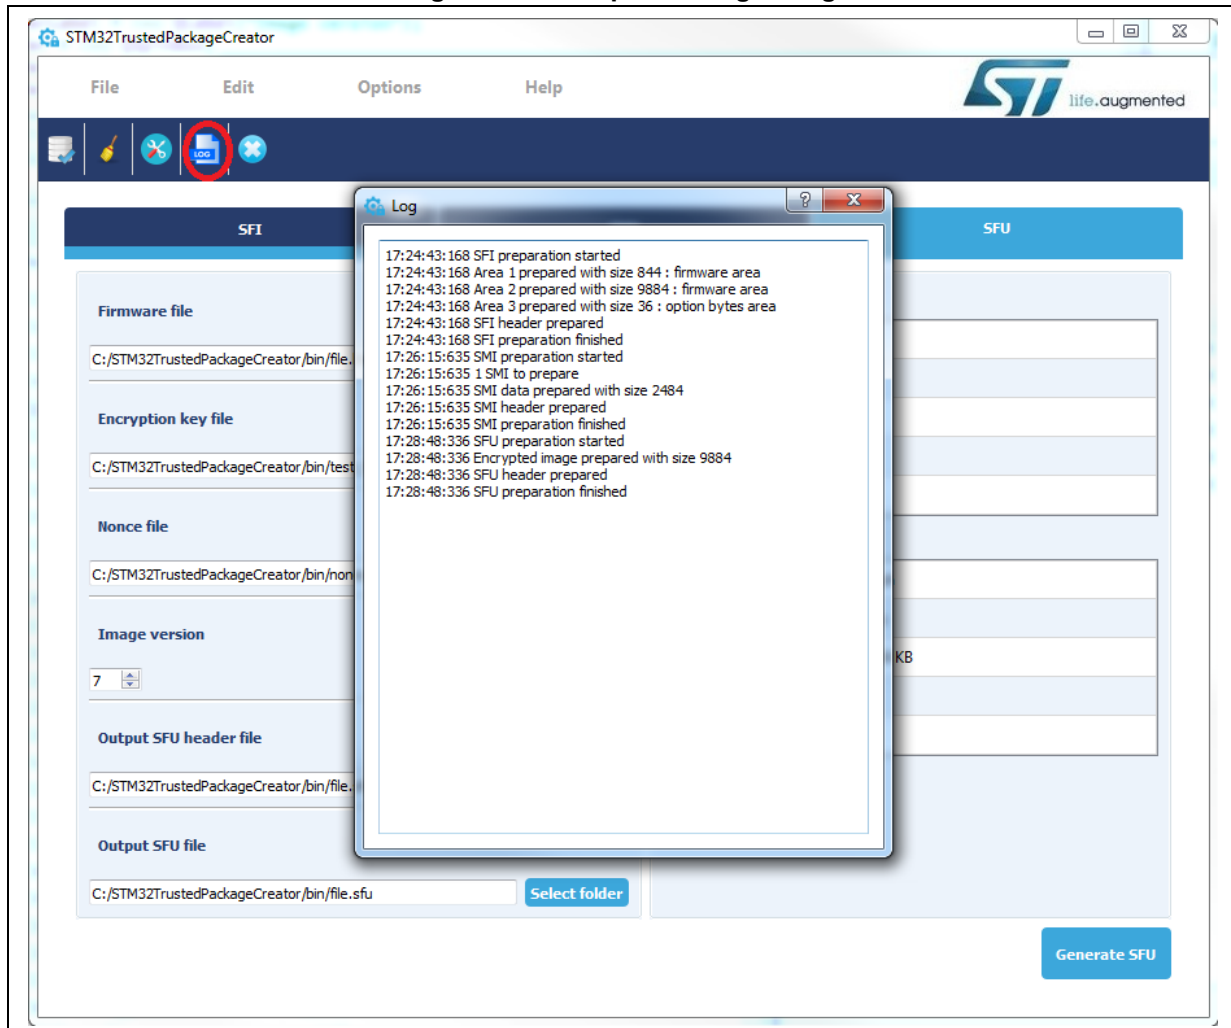 STM32TrustedPackageCreator
File Edit Options Help
life.augmented
LOG
Log
SFI SFU
17:24:43:168 SFI preparation started
17:24:43:168 Area 1 prepared with size 844 : firmware area
17:24:43:168 Area 2 prepared with size 9884 : firmware area
17:24:43:168 Area 3 prepared with size 36 : option bytes area
17:24:43:168 SFI header prepared
17:24:43:168 SFI preparation finished
17:26:15:635 SMI preparation started
17:26:15:635 1 SMI to prepare
17:26:15:635 SMI data prepared with size 2484
17:26:15:635 SMI header prepared
17:26:15:635 SMI preparation finished
17:28:48:336 SFU preparation started
17:28:48:336 Encrypted image prepared with size 9884
17:28:48:336 SFU header prepared
17:28:48:336 SFU preparation finished
Firmware file
C:/STM32TrustedPackageCreator/bin/file.
Encryption key file
C:/STM32TrustedPackageCreator/bin/test
Nonce file
C:/STM32TrustedPackageCreator/bin/non
Image version
7
KB
Output SFU header file
C:/STM32TrustedPackageCreator/bin/file.
Output SFU file
C:/STM32TrustedPackageCreator/bin/file.sfu
Select folder
Generate SFU